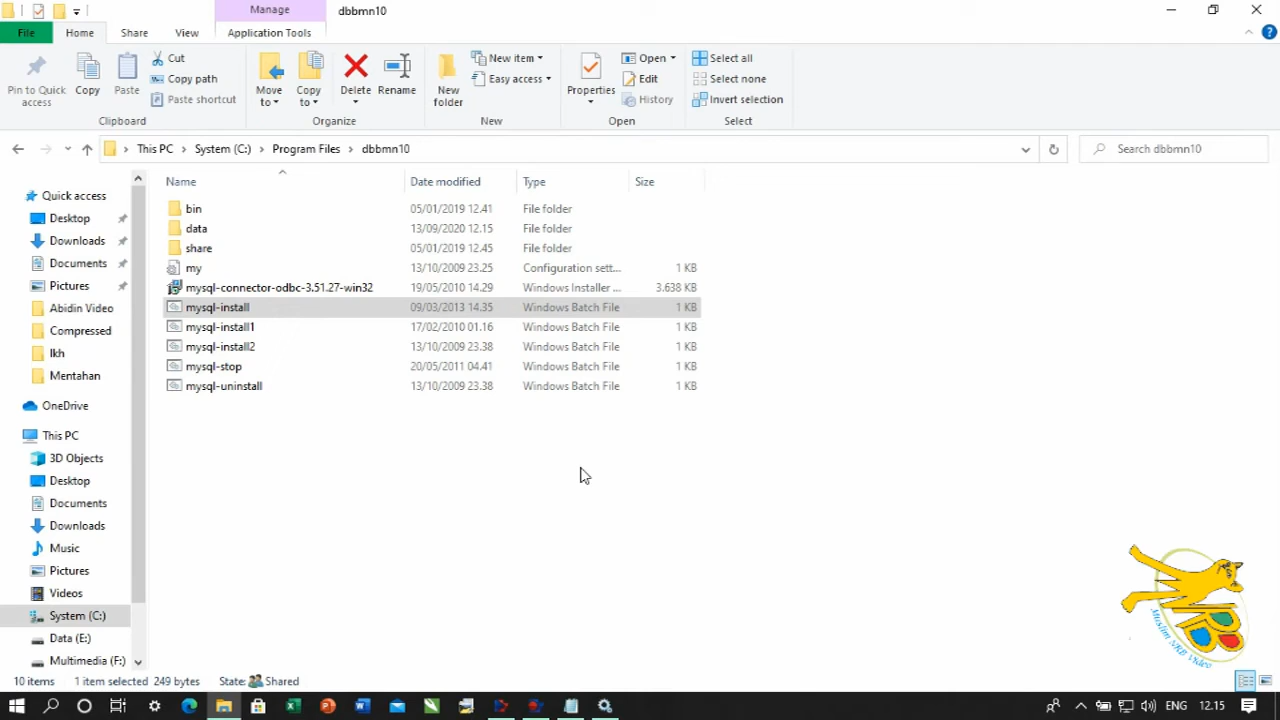 Manage
dbbmn10
File
Home
Share
View
Application Tools
Pin to Quick access
Copy
Paste
Cut
Copy path
Paste shortcut
Clipboard
Move to
Copy to
Delete
Rename
Organize
New folder
New item
Easy access
New
Properties
Open
Edit
History
Open
Select all
Select none
Invert selection
Select
This PC
System (C:)
Program Files
dbbmn10
Search dbbmn10
Name
Date modified
Type
Size
bin 05/01/2019 12.41 File folder
data 13/09/2020 12.15 File folder
share 05/01/2019 12.45 File folder
my 13/10/2009 23.25 Configuration sett... 1 KB
mysql-connector-odbc-3.51.27-win32 19/05/2010 14.29 Windows Installer ... 3.638 KB
mysql-install 09/03/2013 14.35 Windows Batch File 1 KB
mysql-install1 17/02/2010 01.16 Windows Batch File 1 KB
mysql-install2 13/10/2009 23.38 Windows Batch File 1 KB
mysql-stop 20/05/2011 04.41 Windows Batch File 1 KB
mysql-uninstall 13/10/2009 23.38 Windows Batch File 1 KB
Quick access
Desktop
Downloads
Documents
Pictures
Abidin Video
Compressed
Mentahan
OneDrive
This PC
3D Objects
Desktop
Documents
Downloads
Music
Pictures
Videos
System (C:)
Data (E:)
Multimedia (F:)
Muslim NRB Video
10 items 1 item selected 249 bytes State: Shared
ENG 12.15